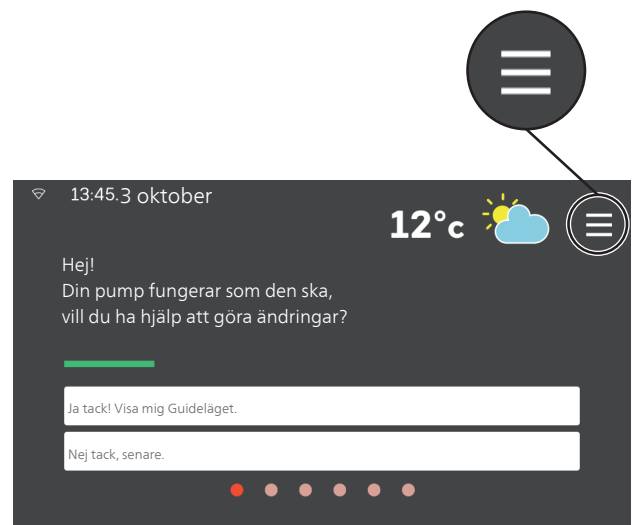 13:45.3 oktober
12°c
Hej!
Din pump fungerar som den ska,
vill du ha hjälp att göra ändringar?
Ja tack! Visa mig Guideläget.
Nej tack, senare.